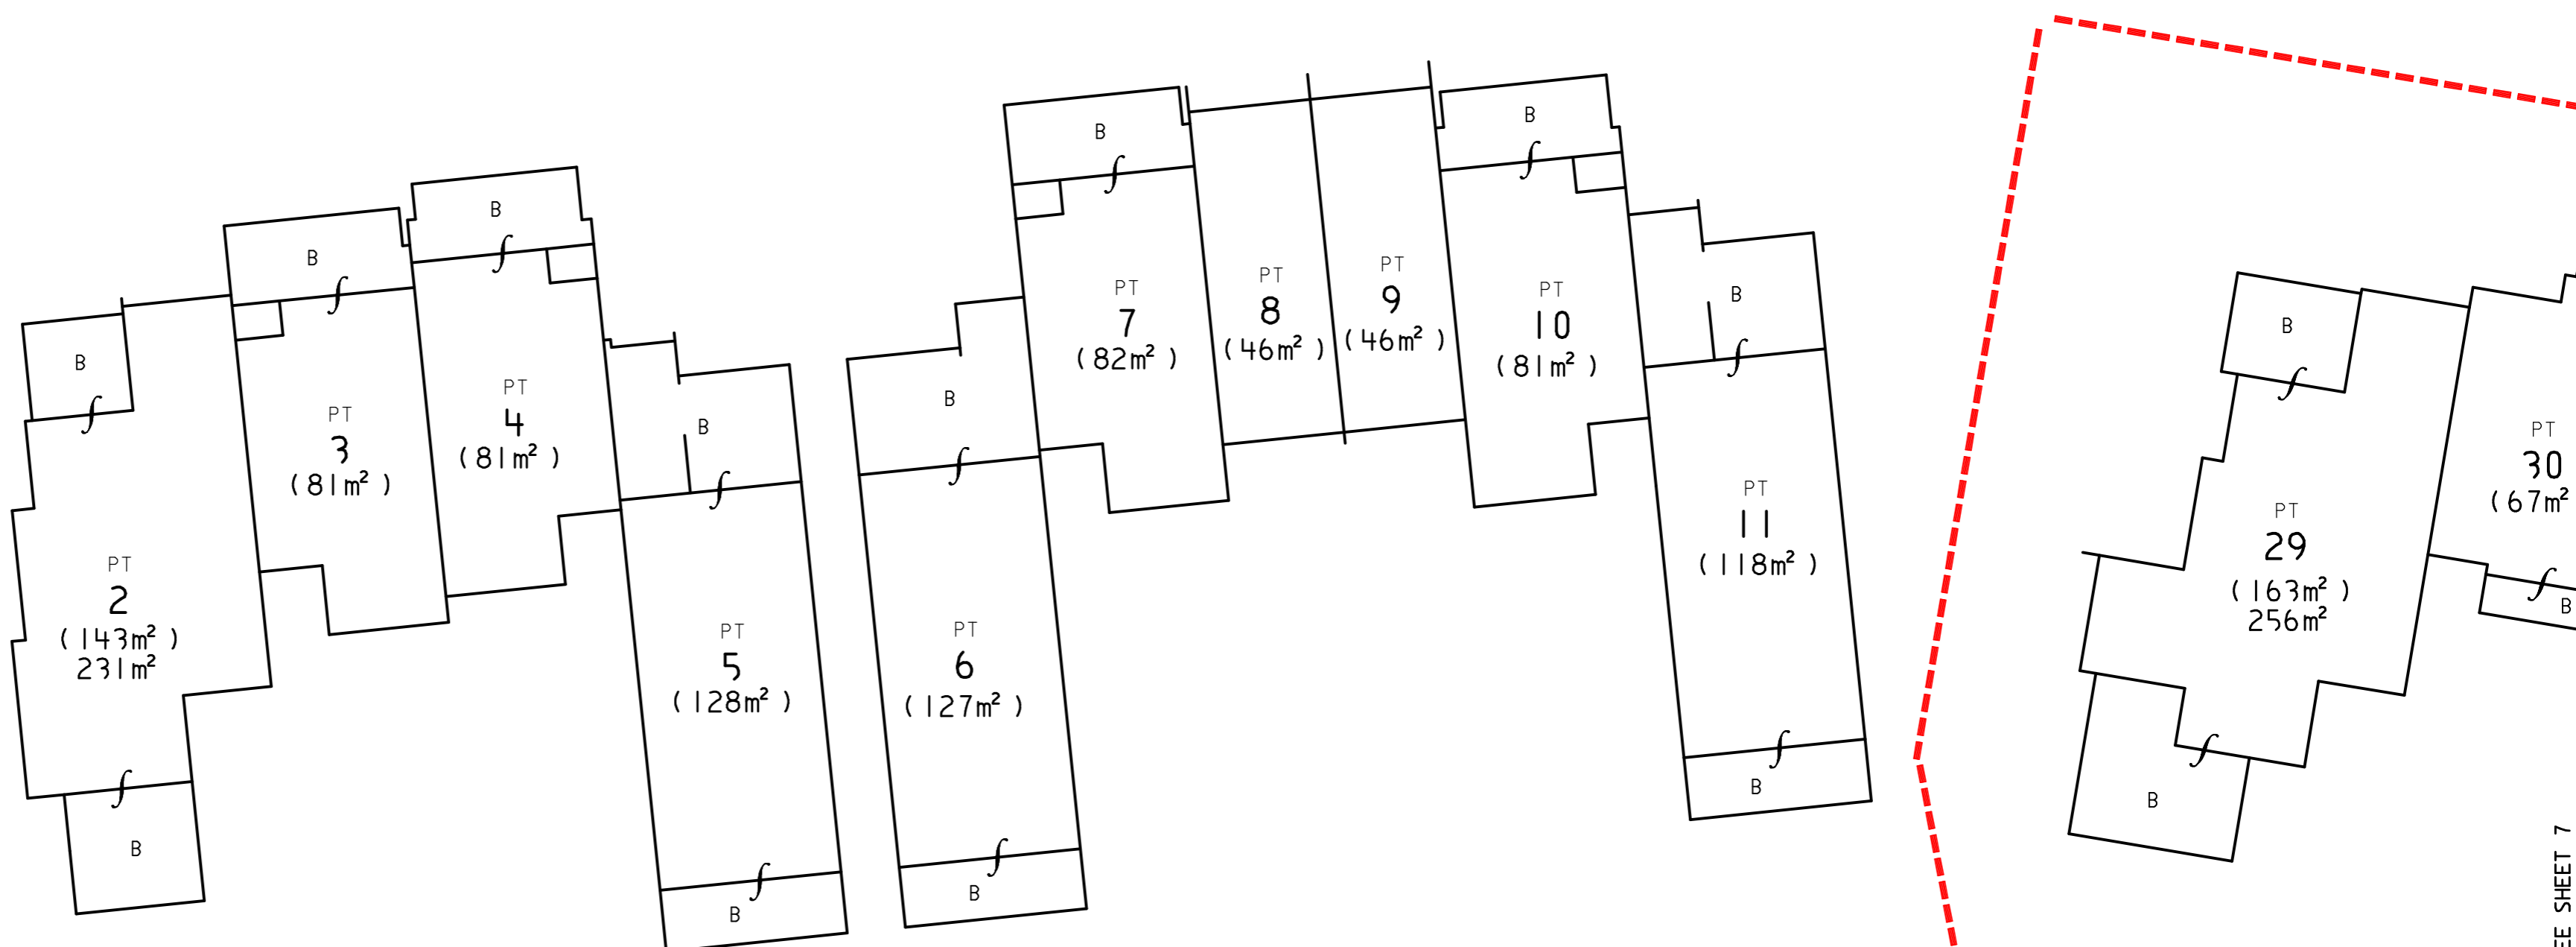 B
PT
2
(143m²)
231m²
B
B
PT
3
(81m²)
B
PT
4
(81m²)
B
PT
5
(128m²)
B
B
PT
6
(127m²)
B
B
PT
7
(82m²)
PT
8
(46m²)
PT
9
(46m²)
B
PT
10
(81m²)
B
PT
11
(118m²)
B
B
PT
29
(163m²)
256m²
B
PT
30
(67m²
B
EE SHEET 7